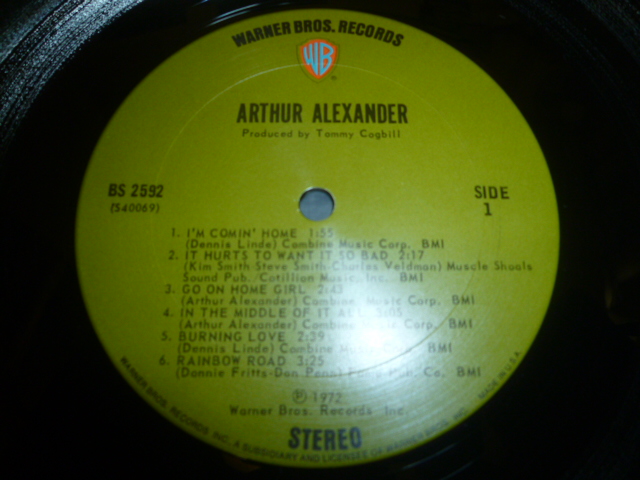 WARNER BROS. RECORDS
WB
®
ARTHUR ALEXANDER
Produced by Tommy Cogbill
BS 2592
(S40069)
SIDE
1
1. I'M COMIN' HOME 1:55
(Dennis Linde) Combine Music Corp. BMI
2. IT HURTS TO WANT IT SO BAD 2:17
(Kim Smith-Steve Smith-Charles Veldman) Muscle Shoals
Sound Pub./Cotillion Music, Inc. BMI
3. GO ON HOME GIRL 2:43
(Arthur Alexander) Combine Music Corp. BMI
4. IN THE MIDDLE OF IT ALL 3:05
(Arthur Alexander) Combine Music Corp. BMI
5. BURNING LOVE 2:39
(Dennis Linde) Combine Music Corp. BMI
6. RAINBOW ROAD 3:25
(Donnie Fritts-Dan Penn) Pub. Co. BMI
℗ 1972
Warner Bros. Records Inc.
STEREO
WARNER BROS. RECORDS INC., A SUBSIDIARY AND LICENSEE OF WARNER BROS. INC. MADE IN U.S.A.